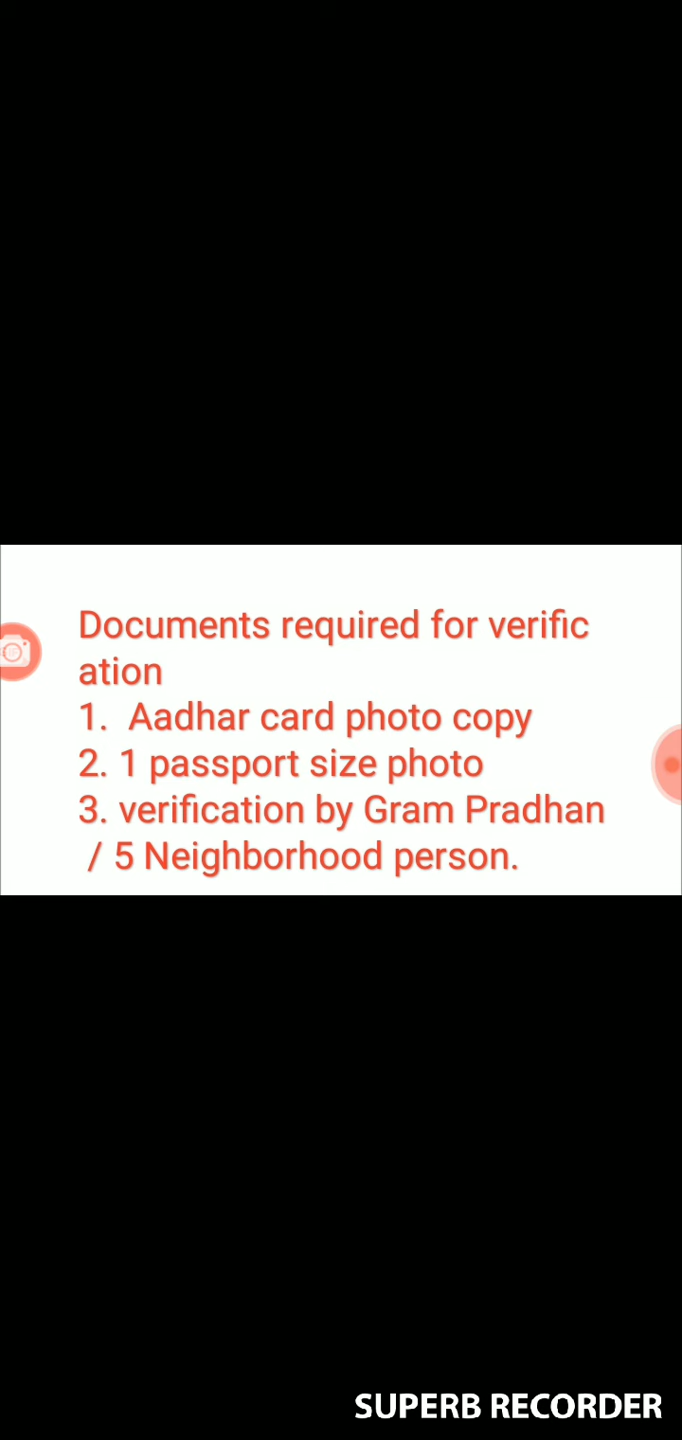 Documents required for verific
ation
1. Aadhar card photo copy
2. 1 passport size photo
3. verification by Gram Pradhan
/ 5 Neighborhood person.
SUPERB RECORDER